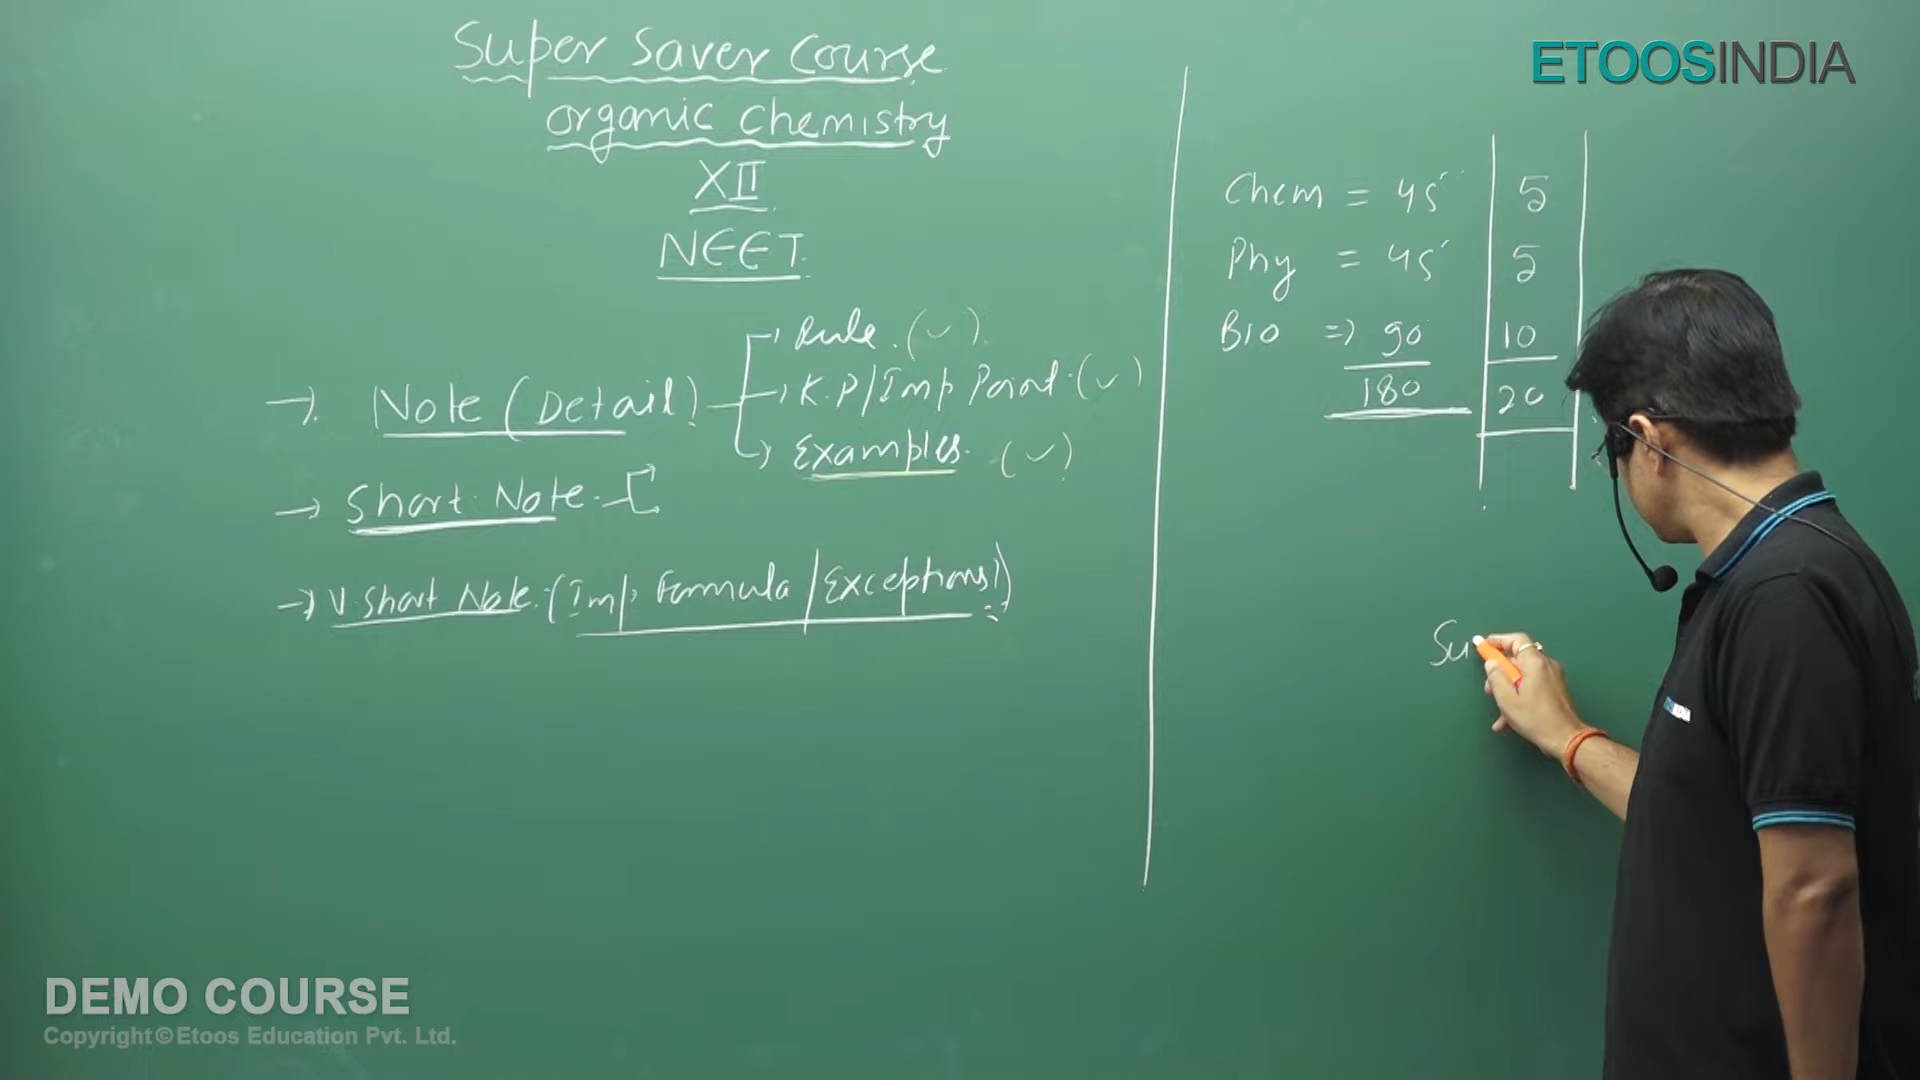 Super Saver Course
Organic Chemistry
XII
NEET
→ Note (Detail)
→ Rule. (✓)
→ K.P/Imp Point. (✓)
→ Examples. (✓)
→ Short Note
→ V. Short Note. (Imp Formula/Exceptions)
ETOOSINDIA
Chem = 45 5
Phy = 45 5
Bio ⇒ 90 10
180 20
Su
DEMO COURSE
Copyright © Etoos Education Pvt. Ltd.